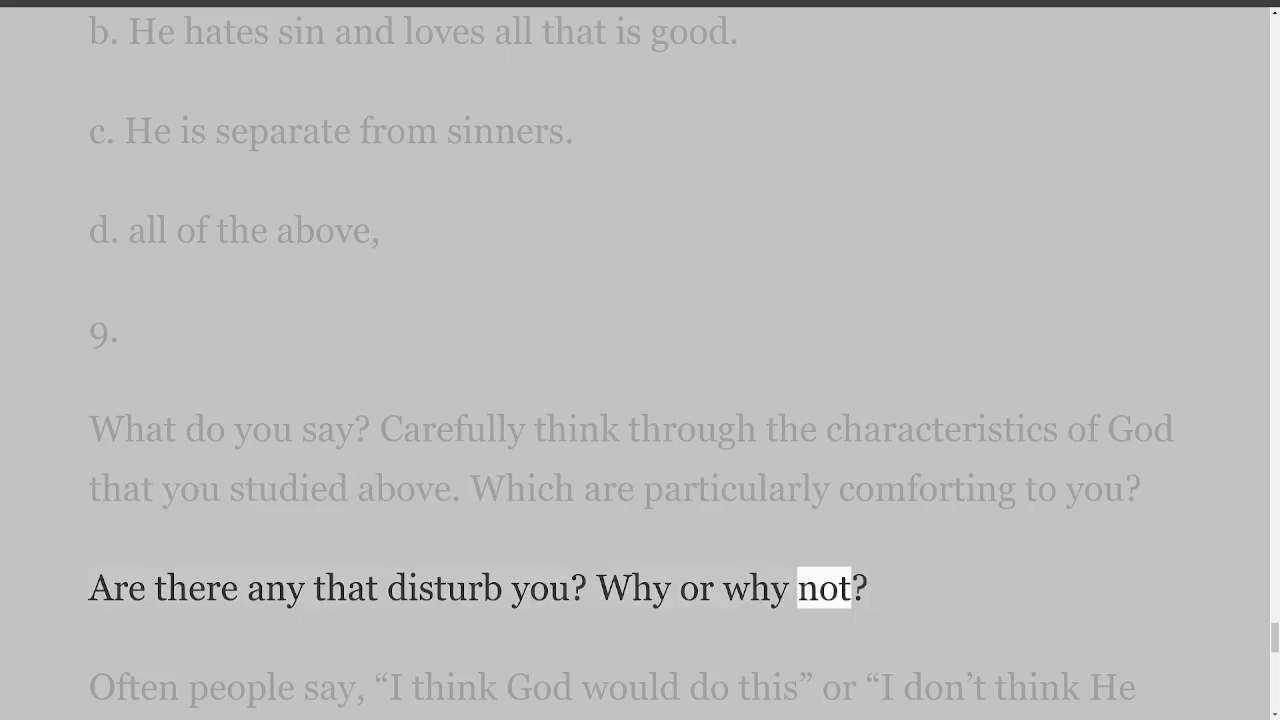 b. He hates sin and loves all that is good.
c. He is separate from sinners.
d. all of the above,
9.
What do you say? Carefully think through the characteristics of God
that you studied above. Which are particularly comforting to you?
Are there any that disturb you? Why or why not?
Often people say, “I think God would do this” or “I don’t think He